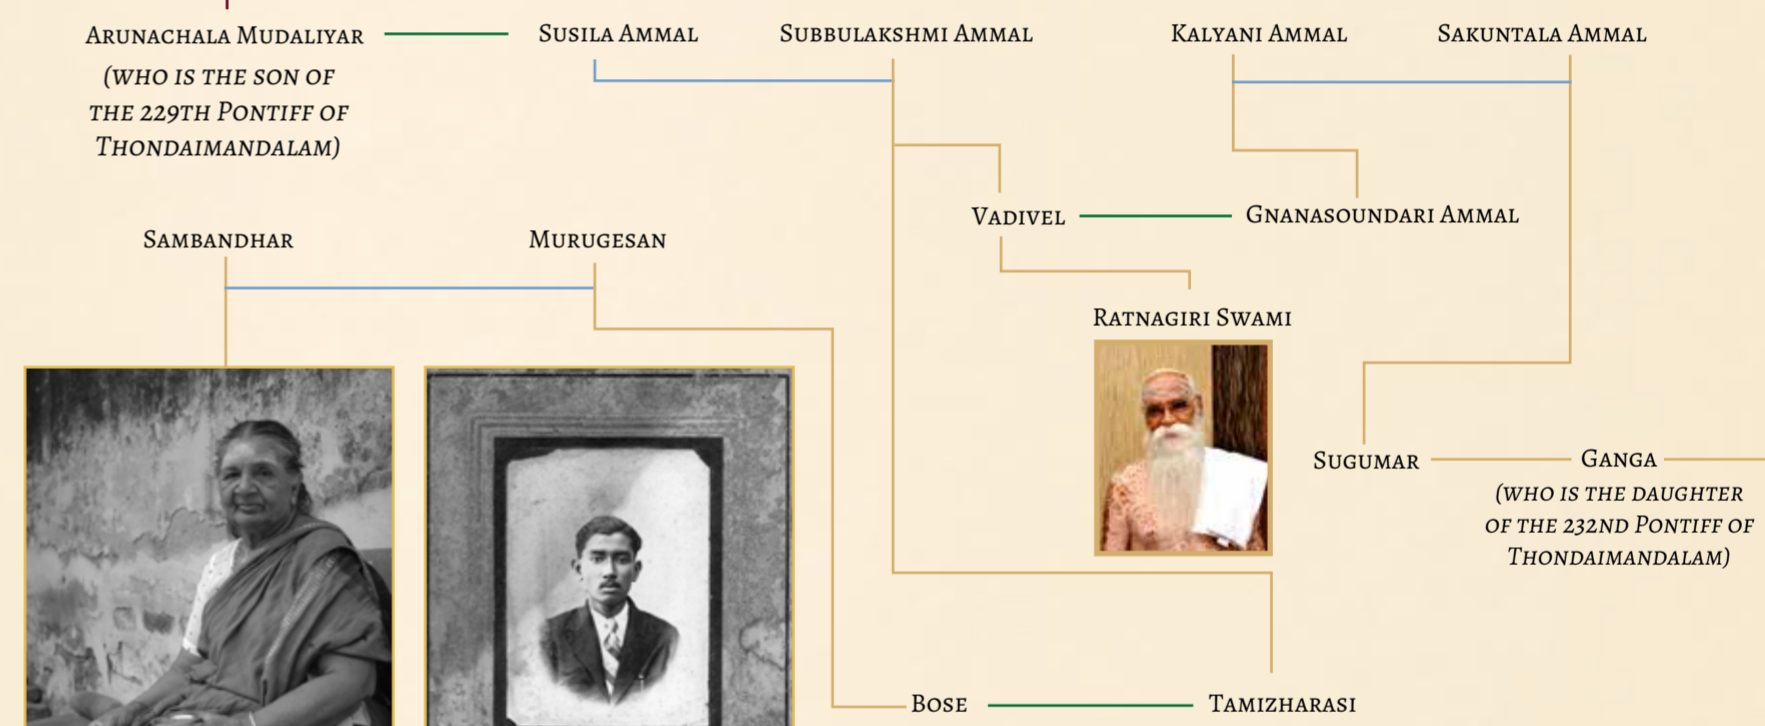 Arunachala Mudaliyar
Susila Ammal
Subbulakshmi Ammal
Kalyani Ammal
Sakuntala Ammal
(who is the son of
the 229th Pontiff of
Thondaimandalam)
Vadivel
Gnanasoundari Ammal
Sambandhar
Murugesan
Ratnagiri Swami
Sugumar
Ganga
(who is the daughter
of the 232nd Pontiff of
Thondaimandalam)
Bose
Tamizharasi